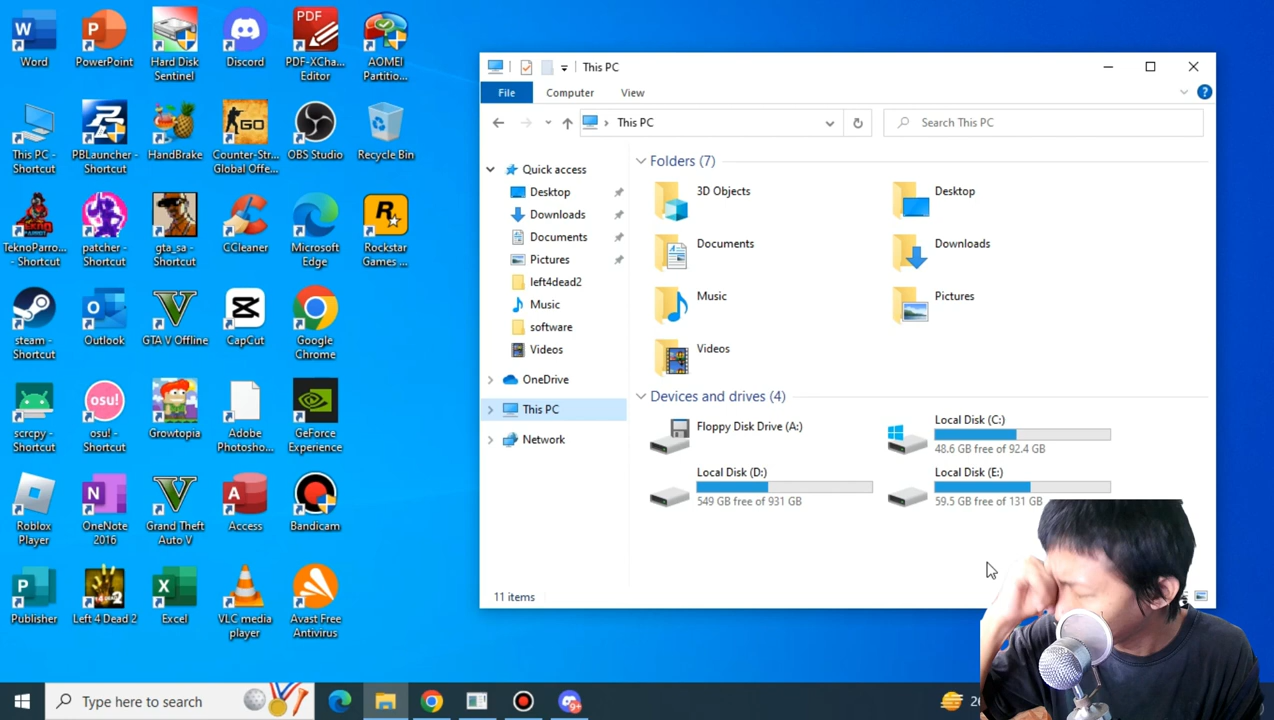 Word
PowerPoint
Hard Disk
Sentinel
Discord
PDF
PDF-XCha...
Editor
AOMEI
Partitio...
This PC -
Shortcut
PBLauncher -
Shortcut
HandBrake
GO
Counter-Str...
Global Offe...
OBS Studio
Recycle Bin
TeknoParro...
- Shortcut
patcher -
Shortcut
gta_sa -
Shortcut
CCleaner
Microsoft
Edge
Rockstar
Games ...
steam -
Shortcut
Outlook
GTA V Offline
CapCut
Google
Chrome
scrcpy -
Shortcut
osu!
osu! -
Shortcut
Growtopia
Adobe
Photosho...
GeForce
Experience
Roblox
Player
OneNote
2016
Grand Theft
Auto V
Access
Bandicam
Publisher
Left 4 Dead 2
Excel
VLC media
player
Avast Free
Antivirus
This PC
File
Computer
View
This PC
Search This PC
Quick access
Desktop
Downloads
Documents
Pictures
left4dead2
Music
software
Videos
OneDrive
This PC
Network
Folders (7)
3D Objects
Desktop
Documents
Downloads
Music
Pictures
Videos
Devices and drives (4)
Floppy Disk Drive (A:)
Local Disk (C:)
48.6 GB free of 92.4 GB
Local Disk (D:)
549 GB free of 931 GB
Local Disk (E:)
59.5 GB free of 131 GB
11 items
Type here to search
9+